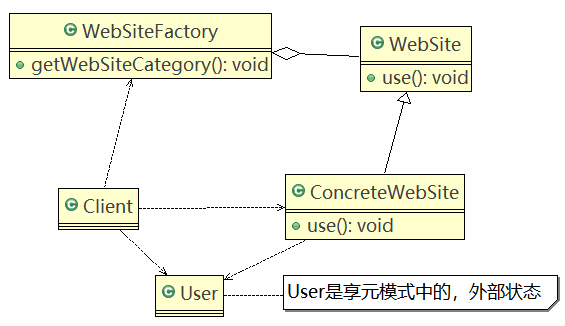 WebSiteFactory
getWebSiteCategory(): void
WebSite
use(): void
Client
ConcreteWebSite
use(): void
User
User是享元模式中的，外部状态